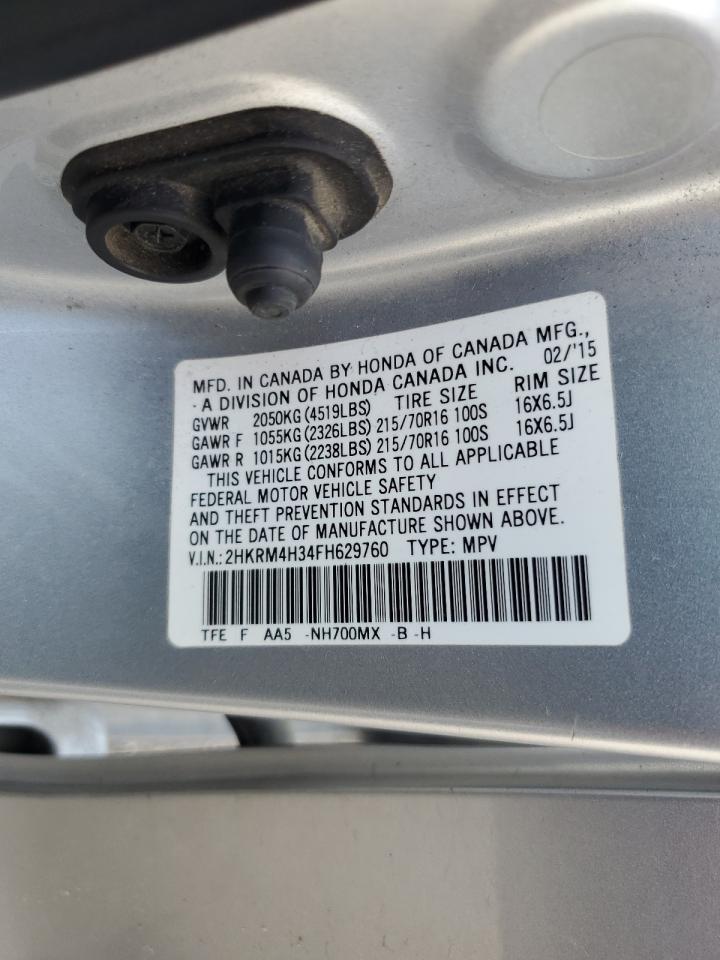 MFD. IN CANADA BY HONDA OF CANADA MFG.,
A DIVISION OF HONDA CANADA INC. 02/'15
GVWR 2050KG (4519LBS) TIRE SIZE RIM SIZE
GAWR F 1055KG (2326LBS) 215/70R16 100S 16X6.5J
GAWR R 1015KG (2238LBS) 215/70R16 100S 16X6.5J
THIS VEHICLE CONFORMS TO ALL APPLICABLE
FEDERAL MOTOR VEHICLE SAFETY
AND THEFT PREVENTION STANDARDS IN EFFECT
ON THE DATE OF MANUFACTURE SHOWN ABOVE.
V.I.N.: 2HKRM4H34FH629760 TYPE: MPV
TFE F AA5 -NH700MX -B -H